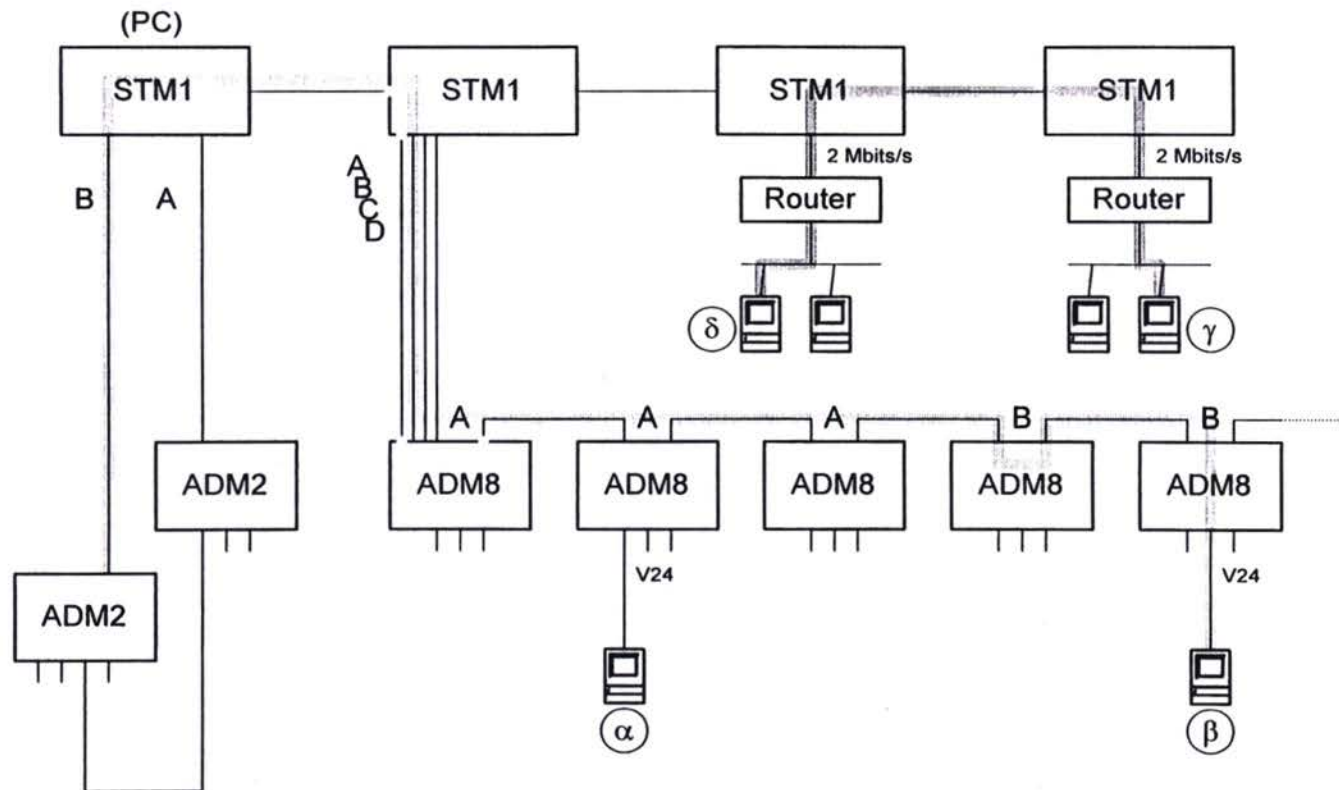 (PC)
STM1 STM1 STM1 STM1
2 Mbits/s 2 Mbits/s
B A
A
B
C
D
Router Router
δ γ
A A A B B
ADM2 ADM8 ADM8 ADM8 ADM8 ADM8
V24 V24
ADM2
α β